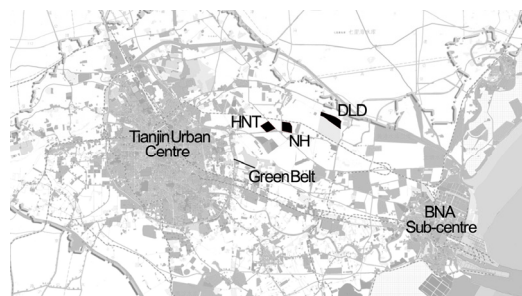 DLD
HNT
NH
Tianjin Urban
Centre
Green Belt
BNA
Sub-centre